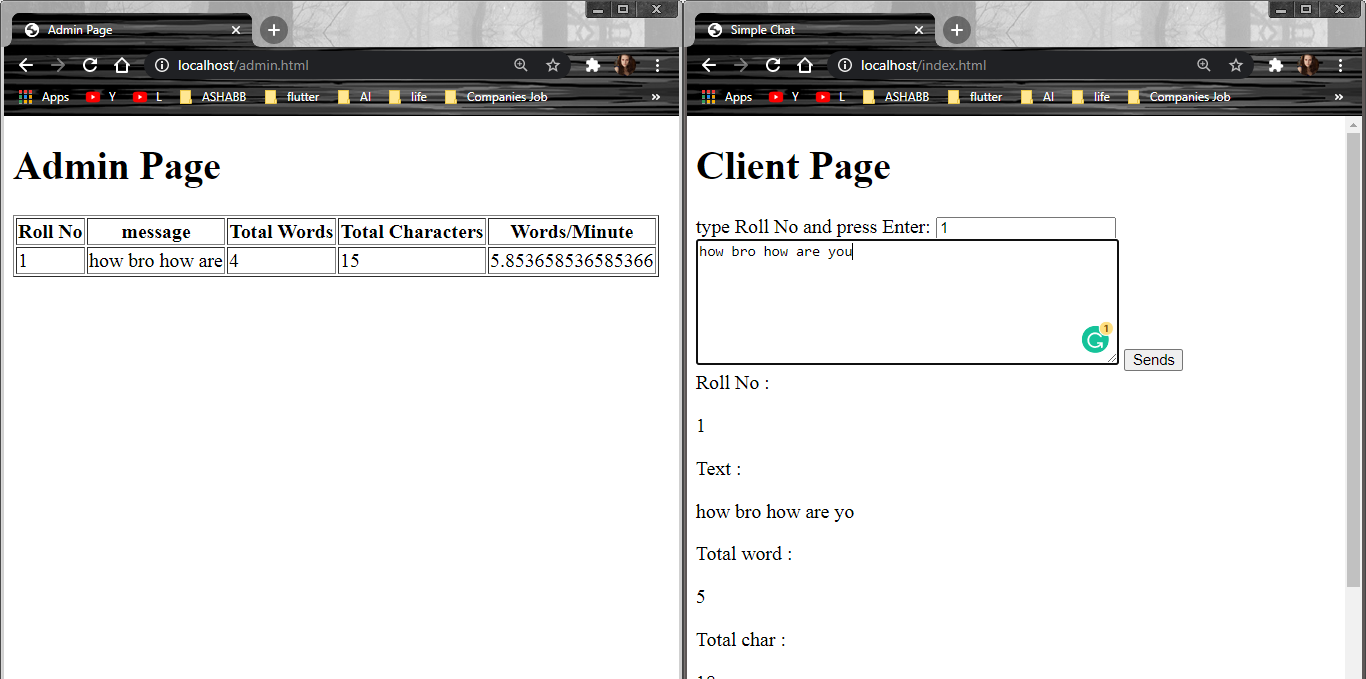 Admin Page
localhost/admin.html
Apps Y L ASHABB flutter AI life Companies Job »
Admin Page
Roll No message Total Words Total Characters Words/Minute
1 how bro how are 4 15 5.853658536585366
Simple Chat
localhost/index.html
Apps Y L ASHABB flutter AI life Companies Job »
Client Page
type Roll No and press Enter: 1
how bro how are you
1
Sends
Roll No :
1
Text :
how bro how are yo
Total word :
5
Total char :